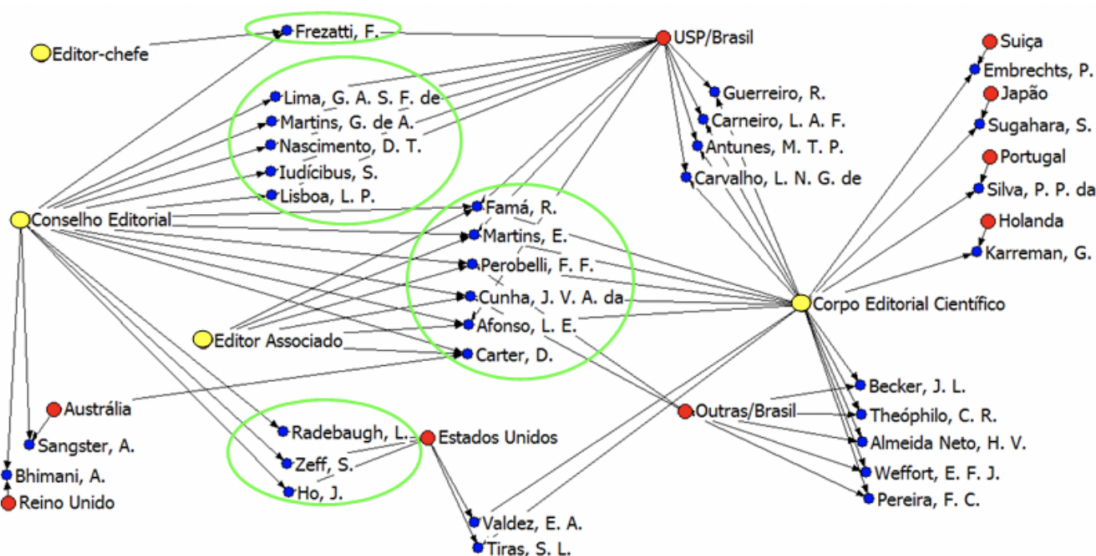 Frezatti, F.
USP/Brasil
Suiça
Editor-chefe
Embrechts, P.
Japão
Guerreiro, R.
Lima, G. A. S. F. de
Martins, G. de A.
Carneiro, L. A. F.
Sugahara, S.
Nascimento, D. T.
Antunes, M. T. P.
Portugal
Iudícibus, S.
Carvalho, L. N. G. de
Silva, P. P. da
Lisboa, L. P.
Famá, R.
Conselho Editorial
Holanda
Martins, E.
Karreman, G.
Perobelli, F. F.
Cunha, J. V. A. da
Corpo Editorial Científico
Afonso, L. E.
Editor Associado
Carter, D.
Becker, J. L.
Austrália
Outras/Brasil
Theóphilo, C. R.
Radebaugh, L.
Estados Unidos
Almeida Neto, H. V.
Sangster, A.
Zeff, S.
Weffort, E. F. J.
Bhimani, A.
Ho, J.
Pereira, F. C.
Reino Unido
Valdez, E. A.
Tiras, S. L.